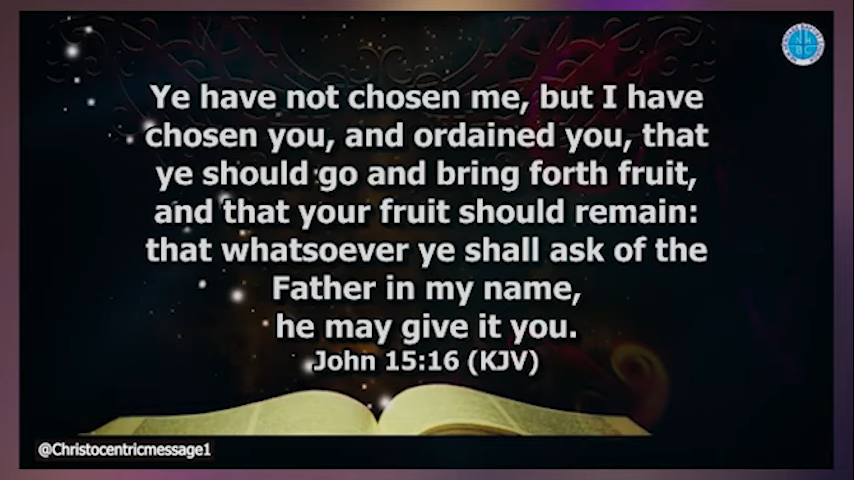 Ye have not chosen me, but I have
chosen you, and ordained you, that
ye should go and bring forth fruit,
and that your fruit should remain:
that whatsoever ye shall ask of the
Father in my name,
he may give it you.
John 15:16 (KJV)
@Christocentricmessage1